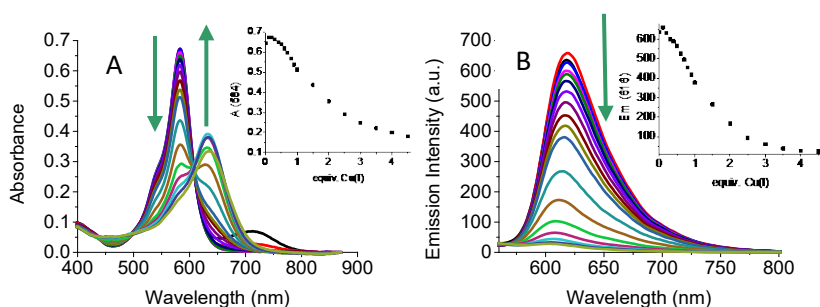 A
0.7
0.6
0.5
0.4
0.3
0.2
0.1
0.0
400 500 600 700 800 900
Absorbance
Wavelength (nm)
0.7
0.6
0.5
0.4
0.3
0.2
0.1
0 1 2 3 4
A (584)
equiv. Cu(I)
B
700
600
500
400
300
200
100
0
600 650 700 750 800
Emission Intensity (a.u.)
Wavelength (nm)
600
500
400
300
200
100
0 1 2 3 4
Em (616)
equiv. Cu(I)